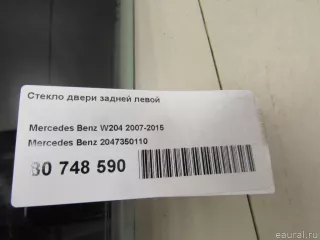 Стекло двери задней левой
Mercedes Benz W204 2007-2015
Mercedes Benz 2047350110
80 748 590
eaural.ru